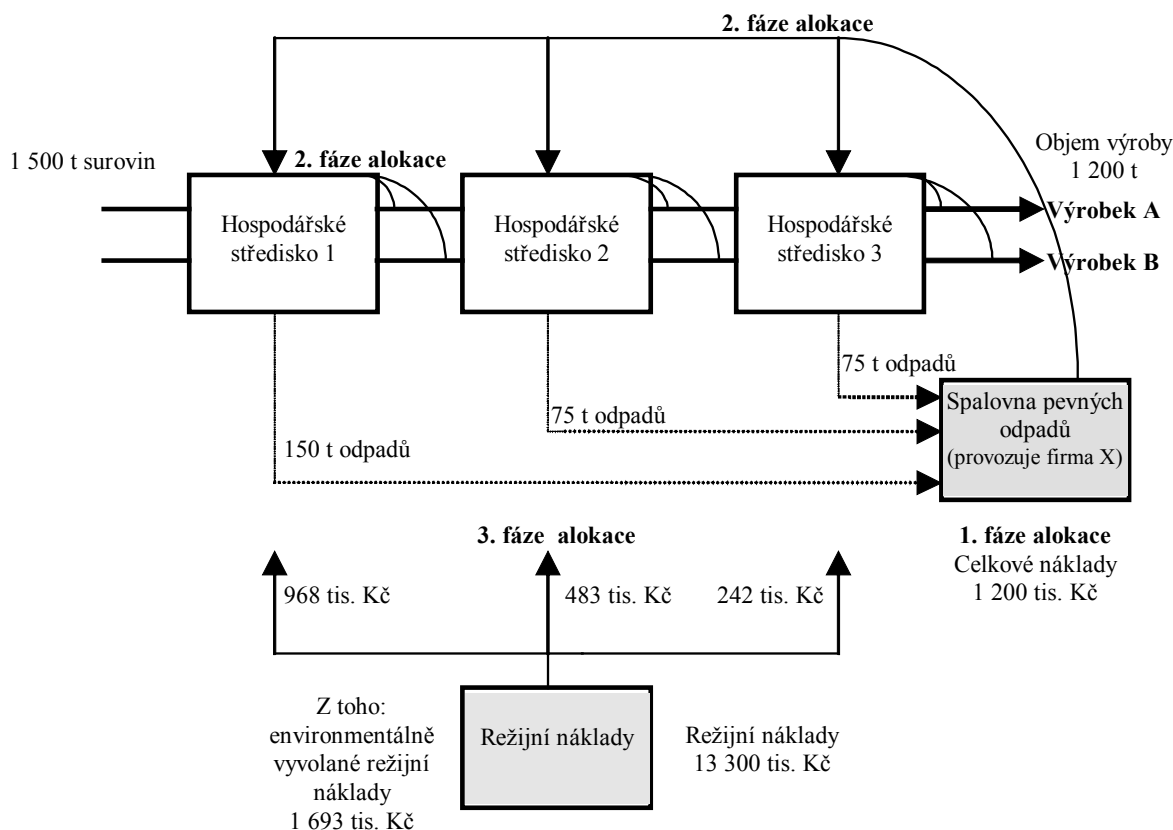 2. fáze alokace
1 500 t surovin
2. fáze alokace
Objem výroby
1 200 t
Hospodářské
středisko 1
Hospodářské
středisko 2
Hospodářské
středisko 3
Výrobek A
Výrobek B
75 t odpadů
75 t odpadů
150 t odpadů
Spalovna pevných
odpadů
(provozuje firma X)
3. fáze alokace
1. fáze alokace
Celkové náklady
1 200 tis. Kč
968 tis. Kč
483 tis. Kč
242 tis. Kč
Z toho:
environmentálně
vyvolané režijní
náklady
1 693 tis. Kč
Režijní náklady
Režijní náklady
13 300 tis. Kč